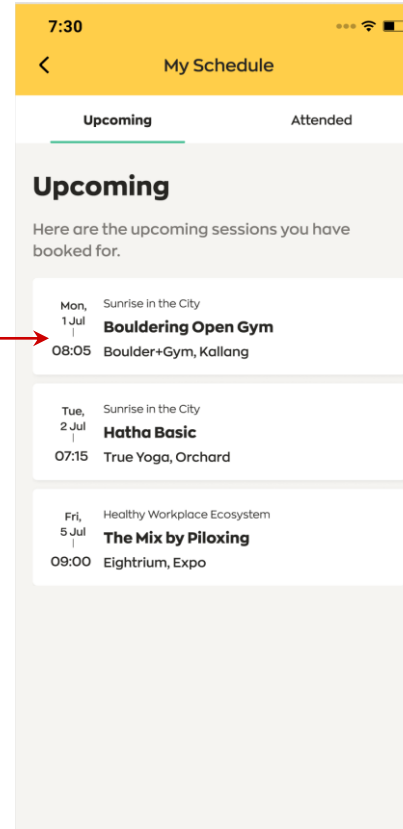 7:30
My Schedule
Upcoming Attended
Upcoming
Here are the upcoming sessions you have
booked for.
Mon,
1 Jul
08:05
Sunrise in the City
Bouldering Open Gym
Boulder+Gym, Kallang
Tue,
2 Jul
07:15
Sunrise in the City
Hatha Basic
True Yoga, Orchard
Fri,
5 Jul
09:00
Healthy Workplace Ecosystem
The Mix by Piloxing
Eightrium, Expo